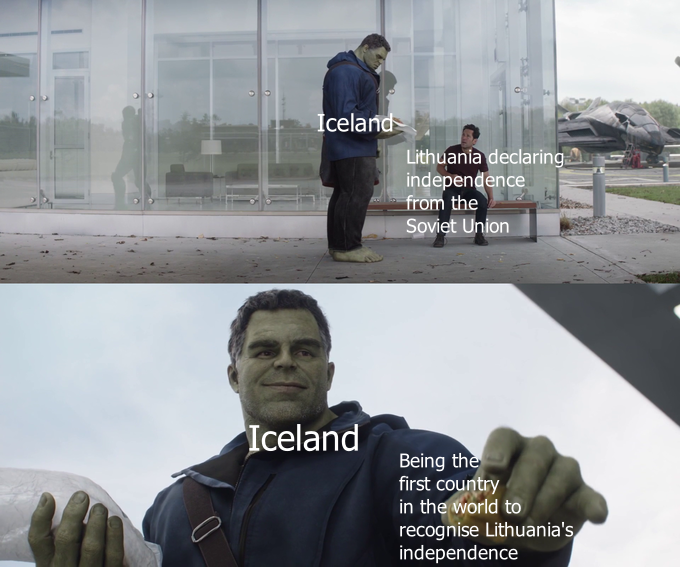 Iceland
Lithuania declaring
independence
from the
Soviet Union
Iceland
Being the
first country
in the world to
recognise Lithuania's
independence